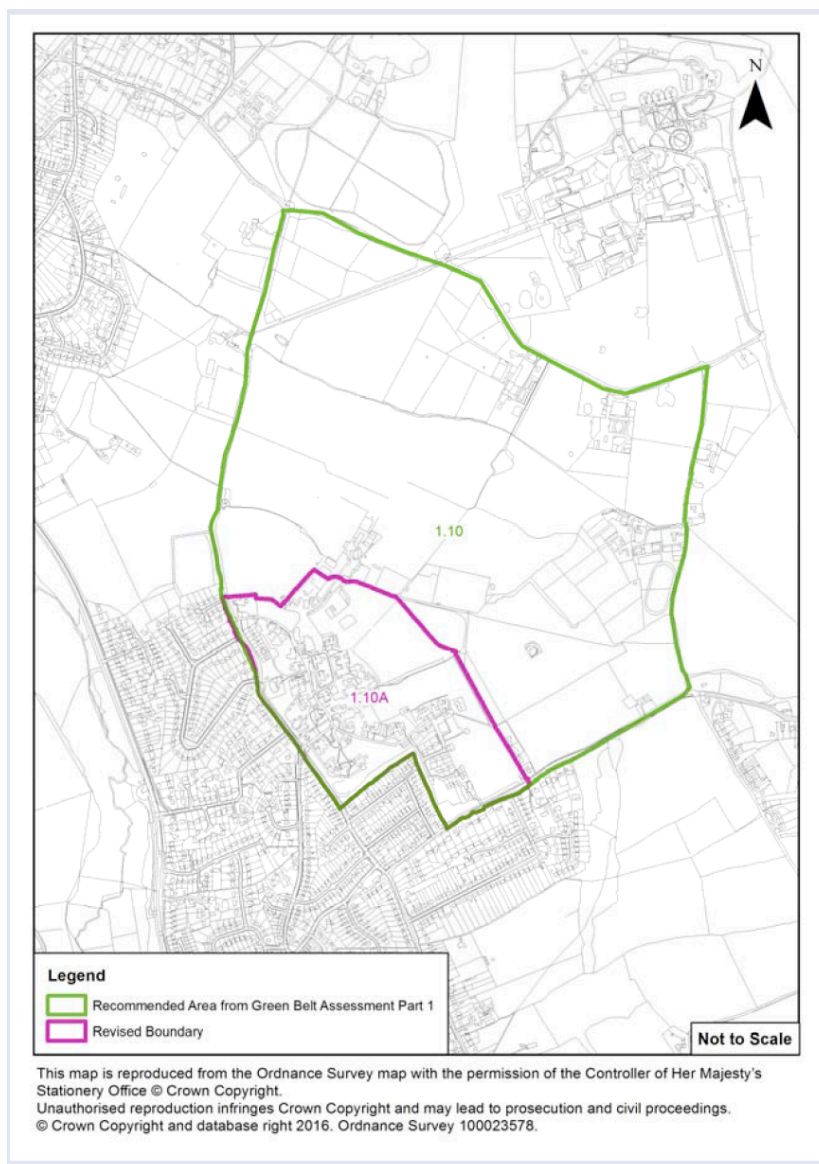 N
1.10
1.10A
Legend
Recommended Area from Green Belt Assessment Part 1
Revised Boundary
Not to Scale
This map is reproduced from the Ordnance Survey map with the permission of the Controller of Her Majesty's
Stationery Office © Crown Copyright.
Unauthorised reproduction infringes Crown Copyright and may lead to prosecution and civil proceedings.
© Crown Copyright and database right 2016. Ordnance Survey 100023578.